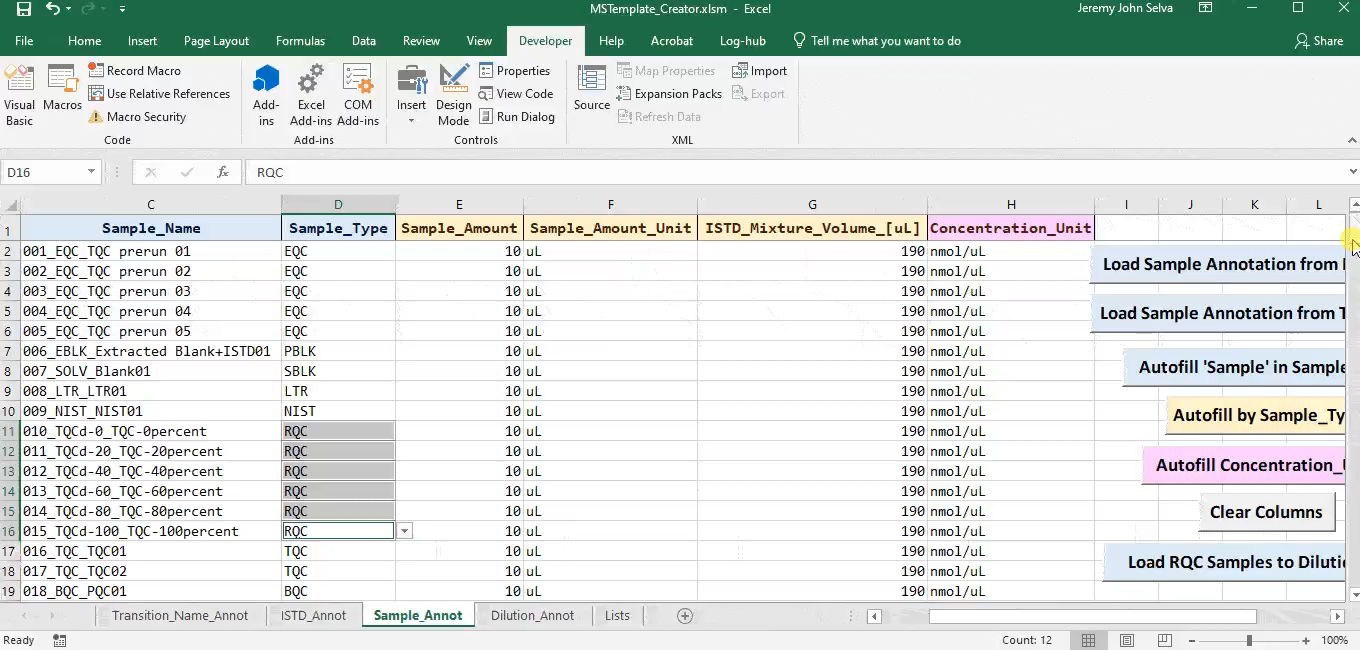 MSTemplate_Creator.xlsm - Excel
Jeremy John Selva
File Home Insert Page Layout Formulas Data Review View Developer Help Acrobat Log-hub Tell me what you want to do Share
Visual Basic
Macros
Record Macro
Use Relative References
Macro Security
Code
Add-ins
Excel Add-ins
COM Add-ins
Add-ins
Insert
Design Mode
Properties
View Code
Run Dialog
Controls
Source
Map Properties
Expansion Packs
Refresh Data
Import
Export
XML
D16
fx
RQC
C D E F G H I J K L
1 Sample_Name Sample_Type Sample_Amount Sample_Amount_Unit ISTD_Mixture_Volume_[uL] Concentration_Unit
2 001_EQC_TQC prerun 01 EQC 10 uL 190 nmol/uL
3 002_EQC_TQC prerun 02 EQC 10 uL 190 nmol/uL
4 003_EQC_TQC prerun 03 EQC 10 uL 190 nmol/uL
5 004_EQC_TQC prerun 04 EQC 10 uL 190 nmol/uL
6 005_EQC_TQC prerun 05 EQC 10 uL 190 nmol/uL
7 006_EBLK_Extracted Blank+ISTD01 PBLK 10 uL 190 nmol/uL
8 007_SOLV_Blank01 SBLK 10 uL 190 nmol/uL
9 008_LTR_LTR01 LTR 10 uL 190 nmol/uL
10 009_NIST_NIST01 NIST 10 uL 190 nmol/uL
11 010_TQCd-0_TQC-0percent RQC 10 uL 190 nmol/uL
12 011_TQCd-20_TQC-20percent RQC 10 uL 190 nmol/uL
13 012_TQCd-40_TQC-40percent RQC 10 uL 190 nmol/uL
14 013_TQCd-60_TQC-60percent RQC 10 uL 190 nmol/uL
15 014_TQCd-80_TQC-80percent RQC 10 uL 190 nmol/uL
16 015_TQCd-100_TQC-100percent RQC 10 uL 190 nmol/uL
17 016_TQC_TQC01 TQC 10 uL 190 nmol/uL
18 017_TQC_TQC02 TQC 10 uL 190 nmol/uL
19 018_BQC_PQC01 BQC 10 uL 190 nmol/uL
Load Sample Annotation from
Load Sample Annotation from T
Autofill 'Sample' in Sample
Autofill by Sample_Ty
Autofill Concentration_
Clear Columns
Load RQC Samples to Dilutio
Transition_Name_Annot ISTD_Annot Sample_Annot Dilution_Annot Lists
Ready
Count: 12
100%